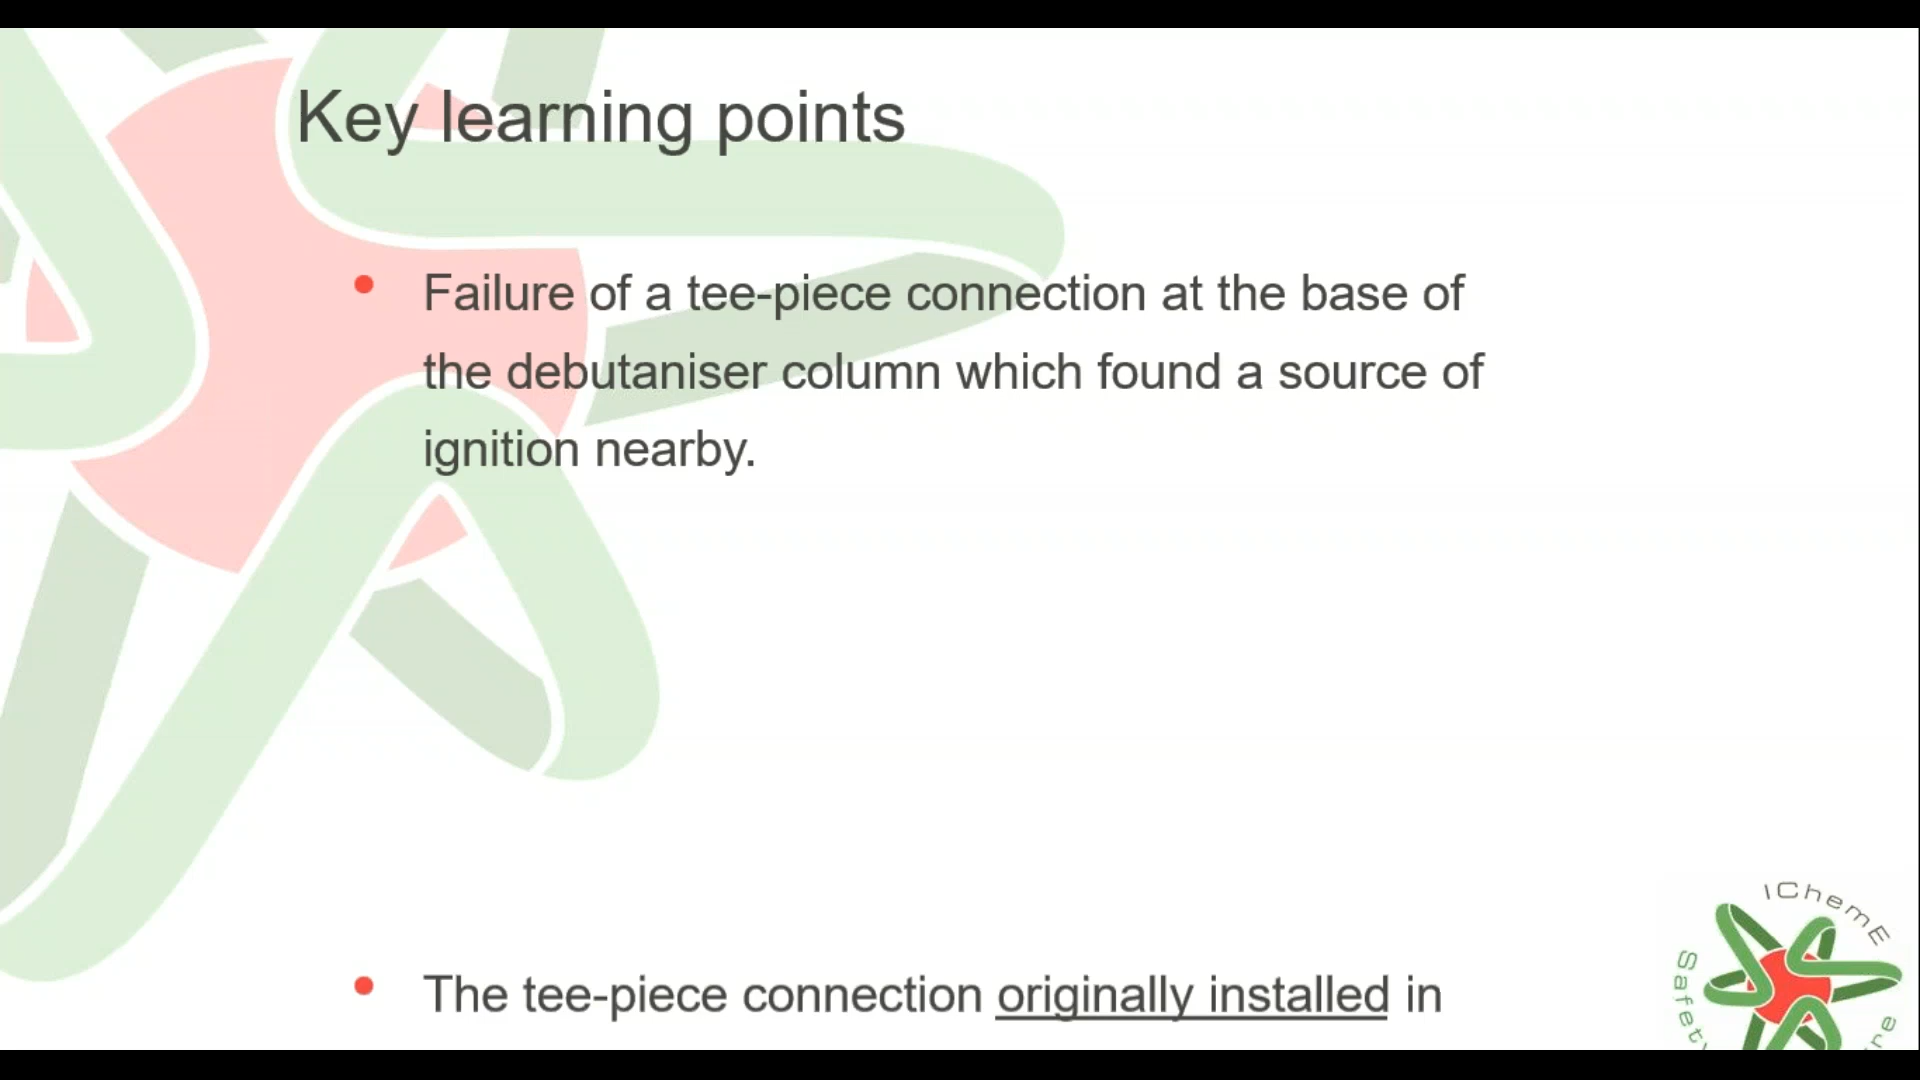 Key learning points
• Failure of a tee-piece connection at the base of
the debutaniser column which found a source of
ignition nearby.
• The tee-piece connection originally installed in
IChemE
Safety